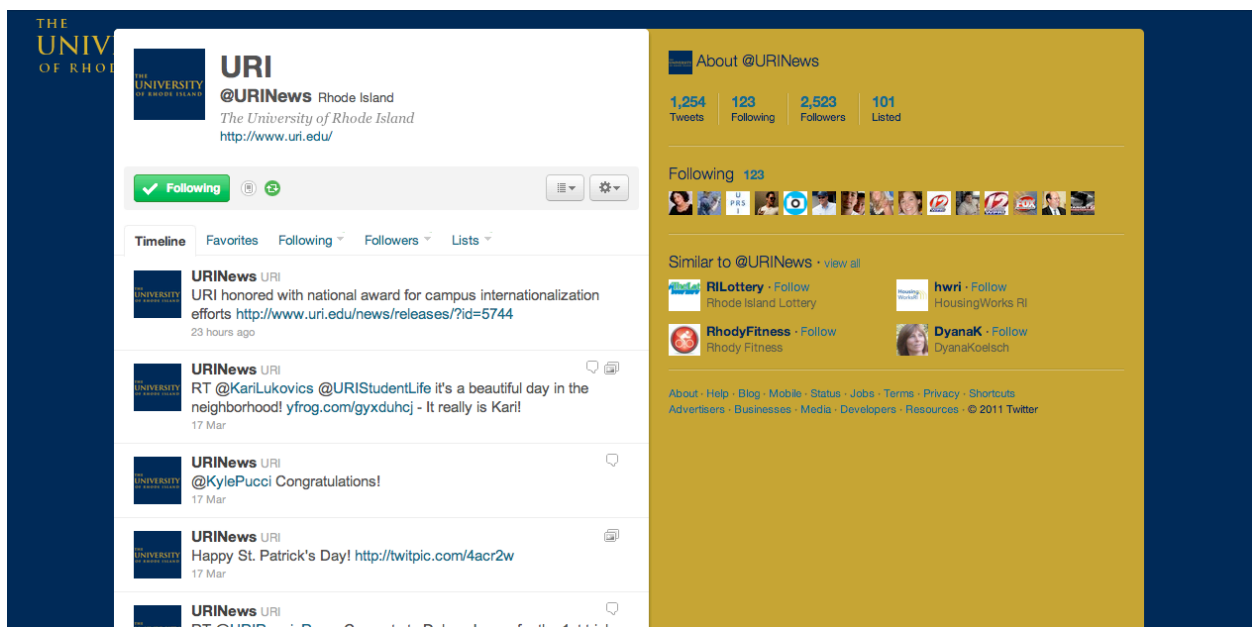 THE
UNIV
OF RHOD
THE
UNIVERSITY
OF RHODE ISLAND
URI
@URINews Rhode Island
The University of Rhode Island
http://www.uri.edu/
Following
Timeline Favorites Following Followers Lists
URINews URI
URI honored with national award for campus internationalization
efforts http://www.uri.edu/news/releases/?id=5744
23 hours ago
URINews URI
RT @KariLukovics @URIStudentLife it's a beautiful day in the
neighborhood! yfrog.com/gyxduhcj - It really is Kari!
17 Mar
URINews URI
@KylePucci Congratulations!
17 Mar
URINews URI
Happy St. Patrick's Day! http://twitpic.com/4acr2w
17 Mar
URINews URI
About @URINews
1,254 123 2,523 101
Tweets Following Followers Listed
Following 123
U
PRS
I
FOX
Similar to @URINews · view all
RILottery · Follow
Rhode Island Lottery
hwri · Follow
HousingWorks RI
RhodyFitness · Follow
Rhody Fitness
DyanaK · Follow
DyanaKoelsch
About · Help · Blog · Mobile · Status · Jobs · Terms · Privacy · Shortcuts
Advertisers · Businesses · Media · Developers · Resources · © 2011 Twitter